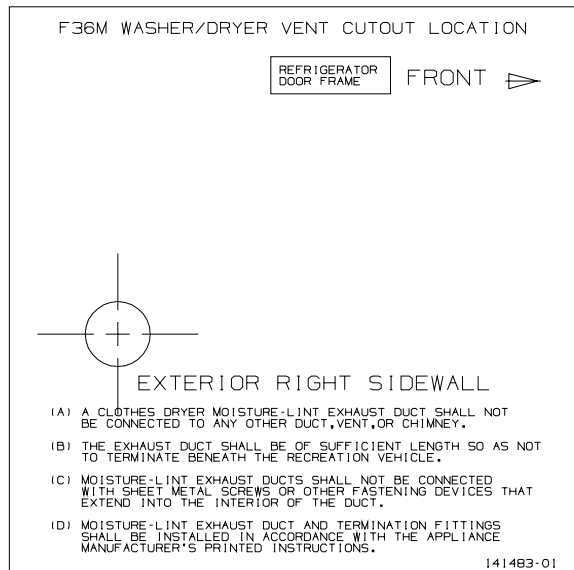 F36M WASHER/DRYER VENT CUTOUT LOCATION
REFRIGERATOR
DOOR FRAME
FRONT
EXTERIOR RIGHT SIDEWALL
(A) A CLOTHES DRYER MOISTURE-LINT EXHAUST DUCT SHALL NOT
BE CONNECTED TO ANY OTHER DUCT,VENT,OR CHIMNEY.
(B) THE EXHAUST DUCT SHALL BE OF SUFFICIENT LENGTH SO AS NOT
TO TERMINATE BENEATH THE RECREATION VEHICLE.
(C) MOISTURE-LINT EXHAUST DUCTS SHALL NOT BE CONNECTED
WITH SHEET METAL SCREWS OR OTHER FASTENING DEVICES THAT
EXTEND INTO THE INTERIOR OF THE DUCT.
(D) MOISTURE-LINT EXHAUST DUCT AND TERMINATION FITTINGS
SHALL BE INSTALLED IN ACCORDANCE WITH THE APPLIANCE
MANUFACTURER'S PRINTED INSTRUCTIONS.
141483-01